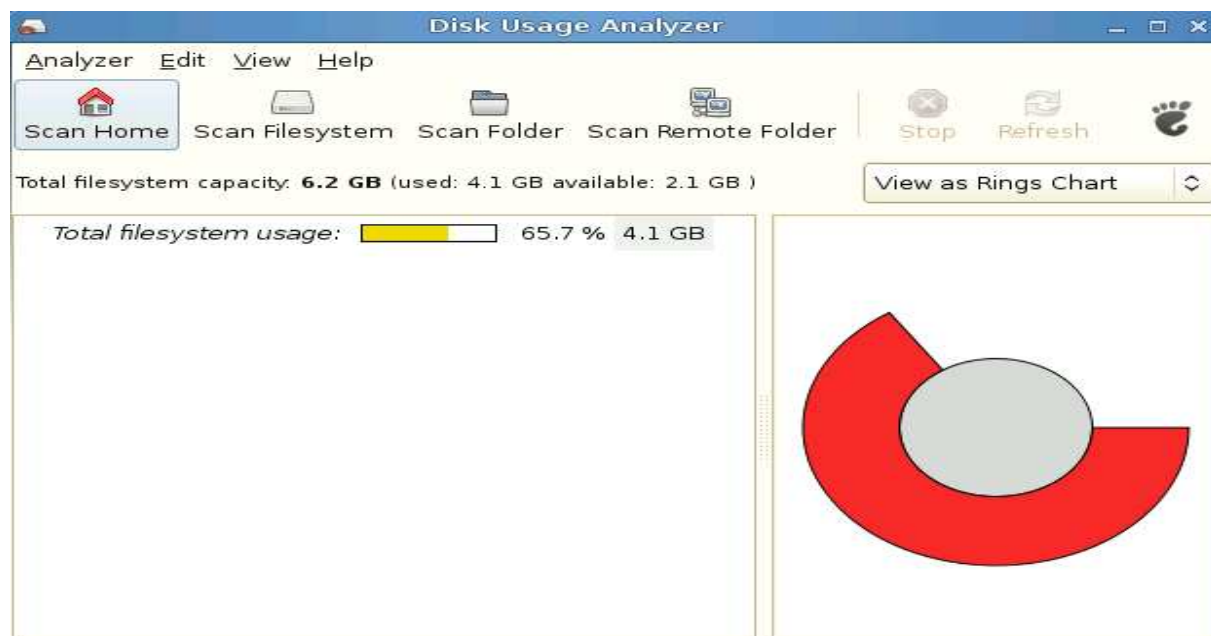 Disk Usage Analyzer
Analyzer Edit View Help
Scan Home Scan Filesystem Scan Folder Scan Remote Folder Stop Refresh
Total filesystem capacity: 6.2 GB (used: 4.1 GB available: 2.1 GB )
View as Rings Chart
Total filesystem usage: 65.7 % 4.1 GB